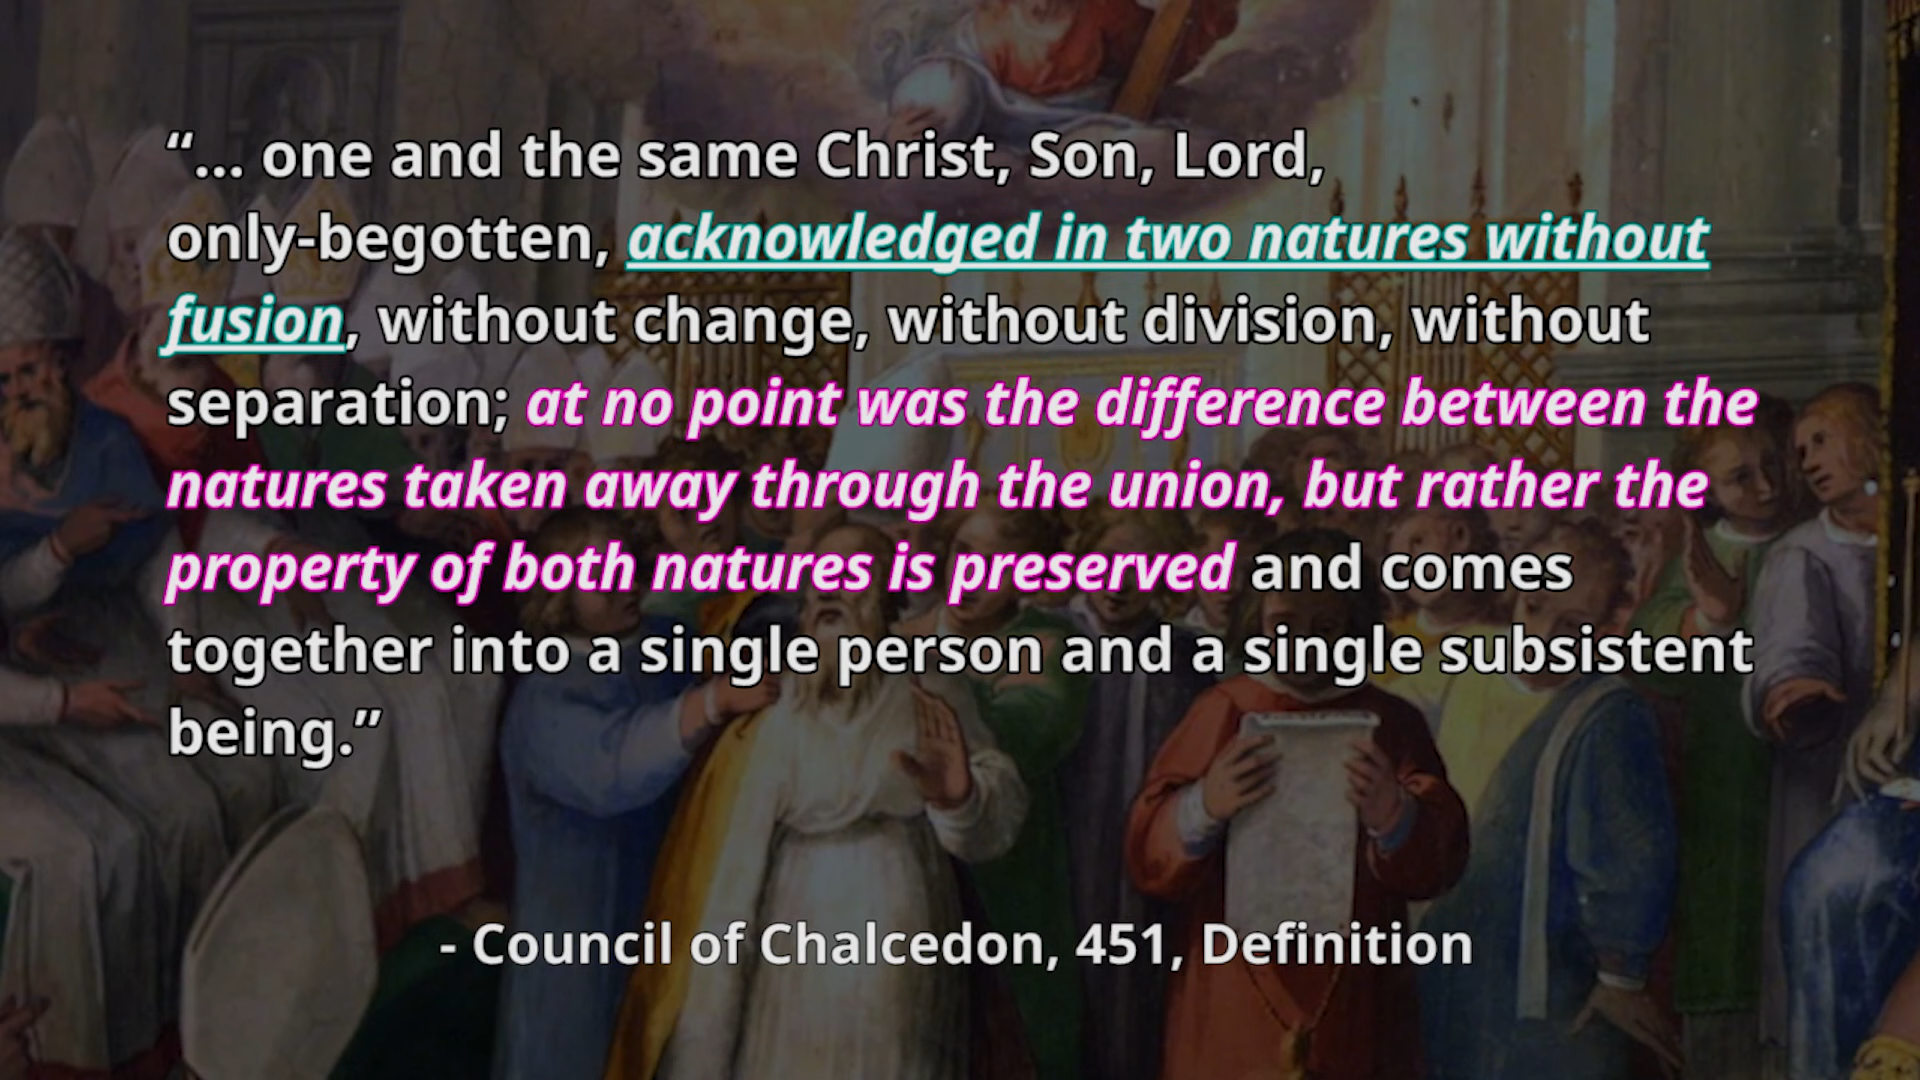 “... one and the same Christ, Son, Lord,
only-begotten, acknowledged in two natures without
fusion, without change, without division, without
separation; at no point was the difference between the
natures taken away through the union, but rather the
property of both natures is preserved and comes
together into a single person and a single subsistent
being.”
- Council of Chalcedon, 451, Definition